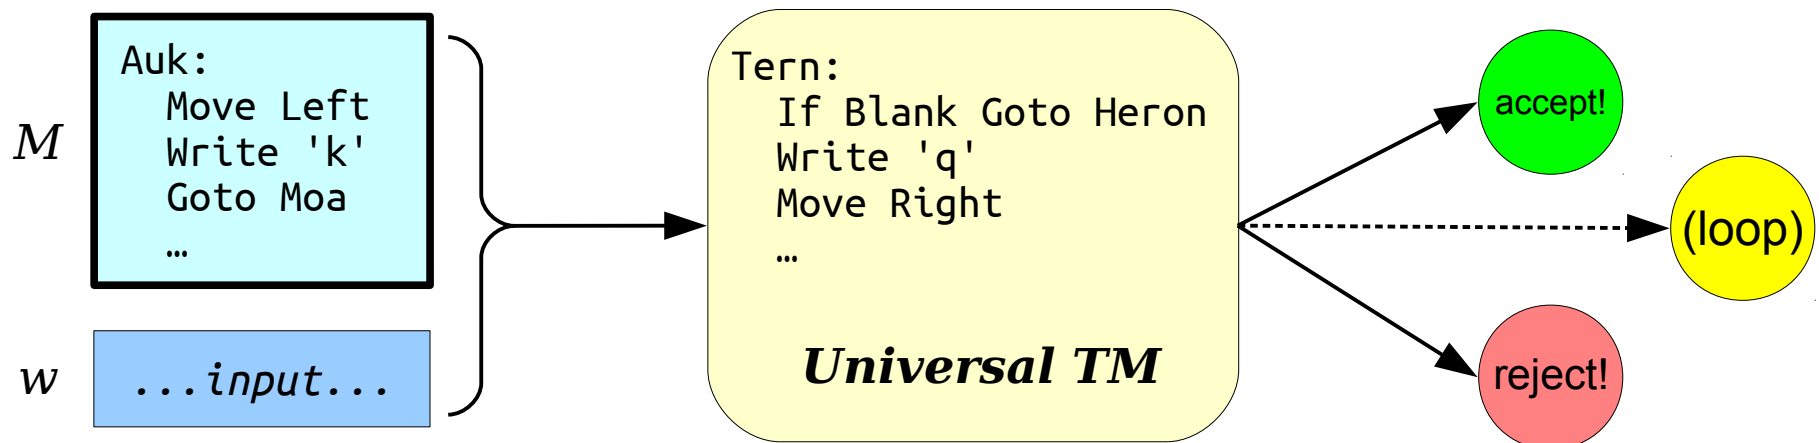 M
Auk:
Move Left
Write 'k'
Goto Moa
…
w
...input...
Tern:
If Blank Goto Heron
Write 'q'
Move Right
…
Universal TM
accept!
(loop)
reject!